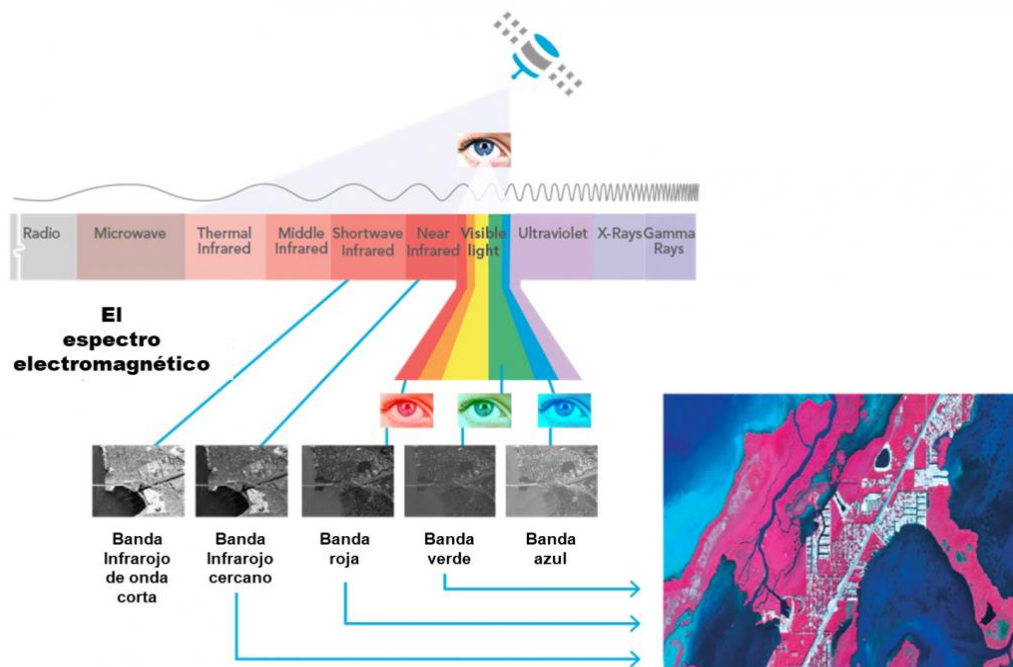 Radio
Microwave
Thermal
Infrared
Middle
Infrared
Shortwave
Infrared
Near
Infrared
Visible
light
Ultraviolet
X-Rays
Gamma
Rays
El
espectro
electromagnético
Banda
Infrarojo
de onda
corta
Banda
Infrarojo
cercano
Banda
roja
Banda
verde
Banda
azul